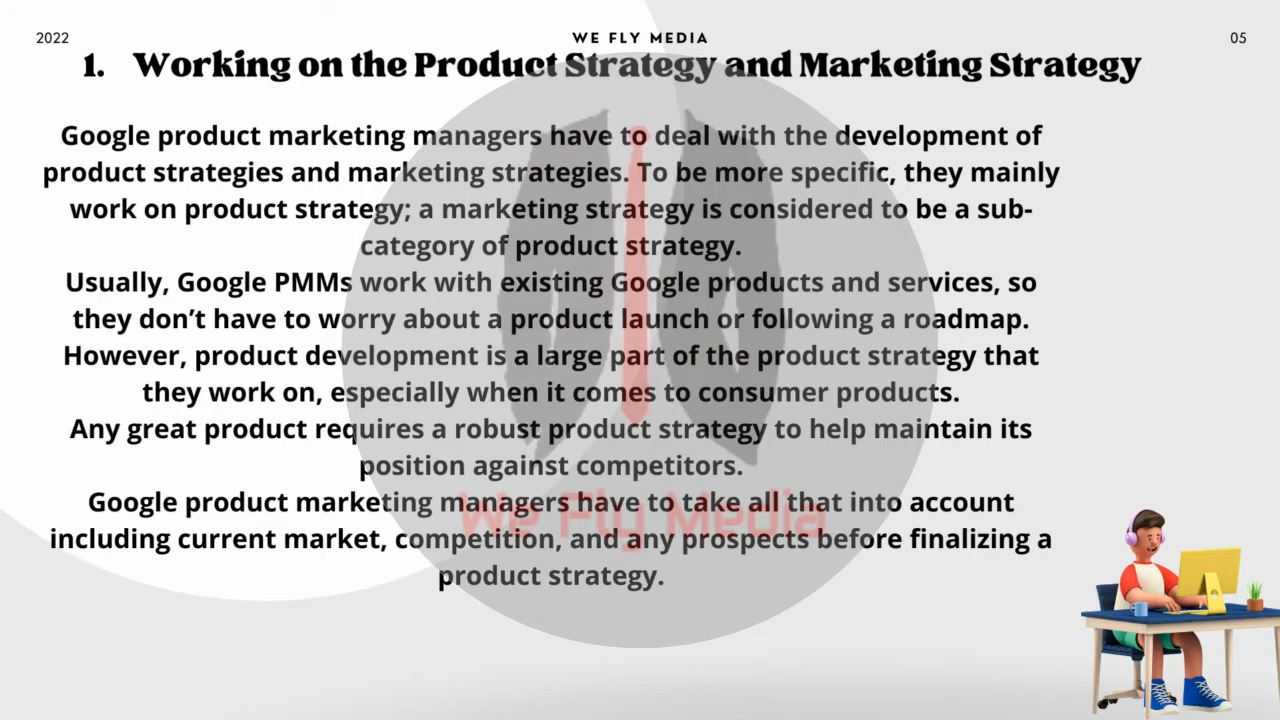 2022
WE FLY MEDIA
05
1. Working on the Product Strategy and Marketing Strategy
Google product marketing managers have to deal with the development of
product strategies and marketing strategies. To be more specific, they mainly
work on product strategy; a marketing strategy is considered to be a sub-
category of product strategy.
Usually, Google PMMs work with existing Google products and services, so
they don’t have to worry about a product launch or following a roadmap.
However, product development is a large part of the product strategy that
they work on, especially when it comes to consumer products.
Any great product requires a robust product strategy to help maintain its
position against competitors.
Google product marketing managers have to take all that into account
including current market, competition, and any prospects before finalizing a
product strategy.
We Fly Media